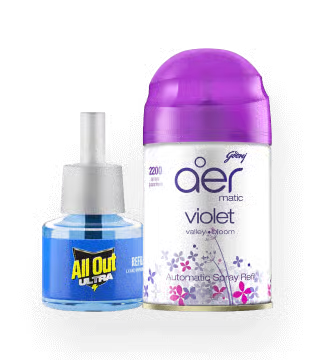 All Out
ULTRA
REFILL
Godrej
2200
aer
matic
violet
valley bloom
Automatic Spray Refill